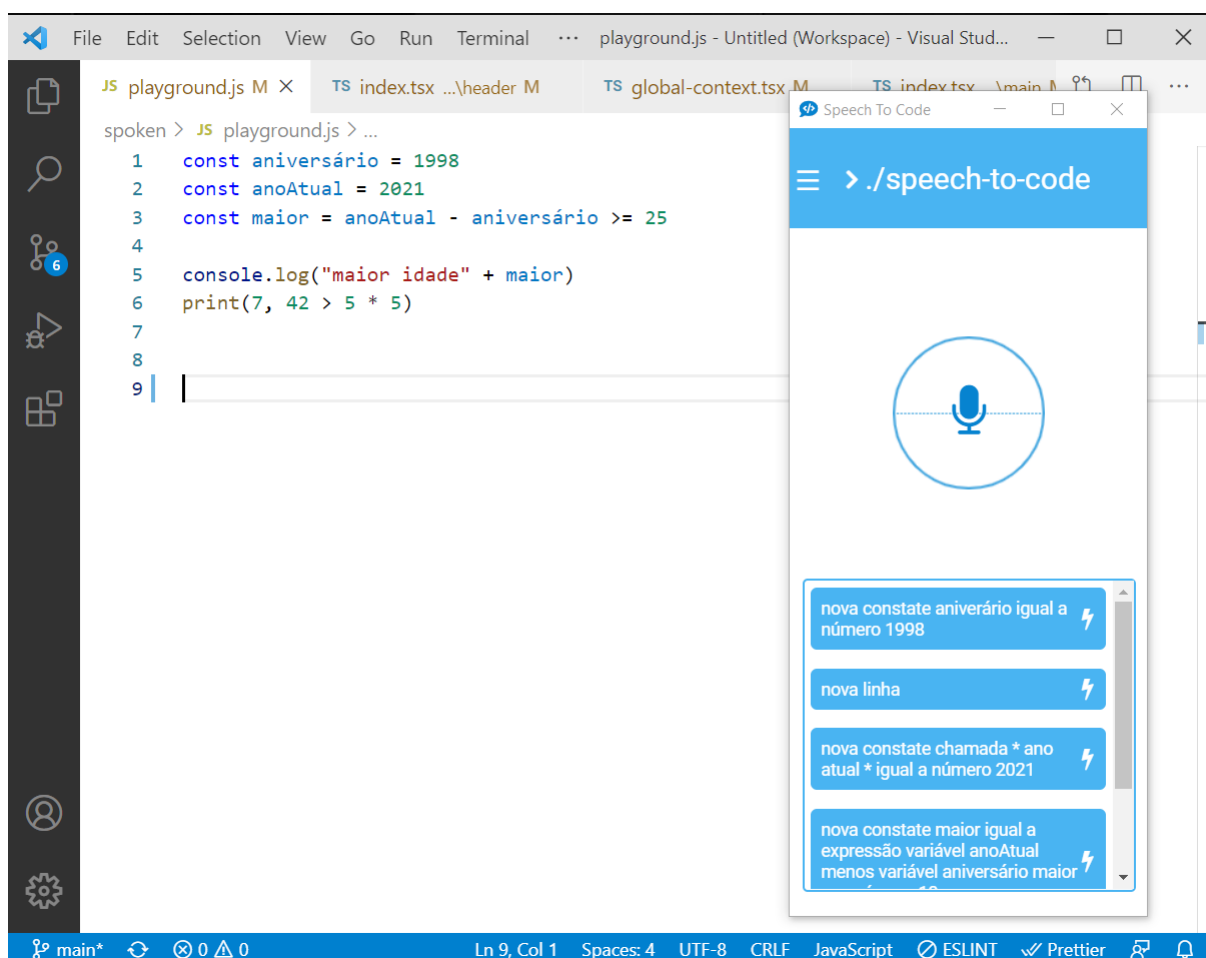 File Edit Selection View Go Run Terminal ··· playground.js - Untitled (Workspace) - Visual Stud...
JS playground.js M × TS index.tsx ...\header M TS global-context.tsx M TS index.tsx ...\main M ···
spoken > JS playground.js > ...
1 const aniversário = 1998
2 const anoAtual = 2021
3 const maior = anoAtual - aniversário >= 25
4
5 console.log("maior idade" + maior)
6 print(7, 42 > 5 * 5)
7
8
9
6
Speech To Code
> ./speech-to-code
nova constate aniverário igual a
número 1998
nova linha
nova constate chamada * ano
atual * igual a número 2021
nova constate maior igual a
expressão variável anoAtual
menos variável aniversário maior
main* 0 0 Ln 9, Col 1 Spaces: 4 UTF-8 CRLF JavaScript ESLINT Prettier